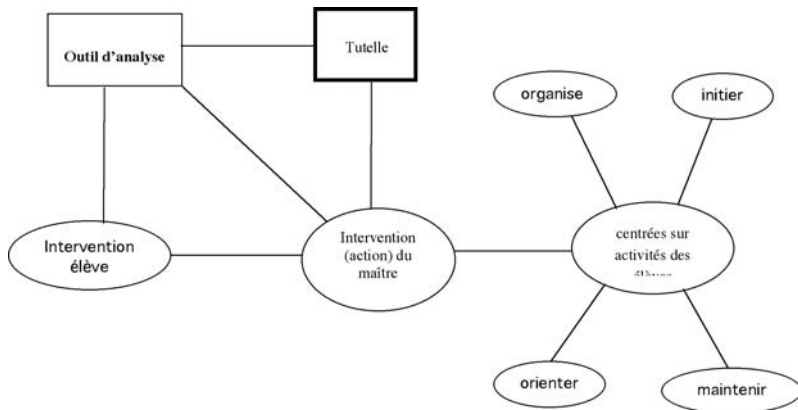 Outil d'analyse
Tutelle
organise
initier
Intervention
élève
Intervention
(action) du
maître
centrées sur
activités des
orienter
maintenir